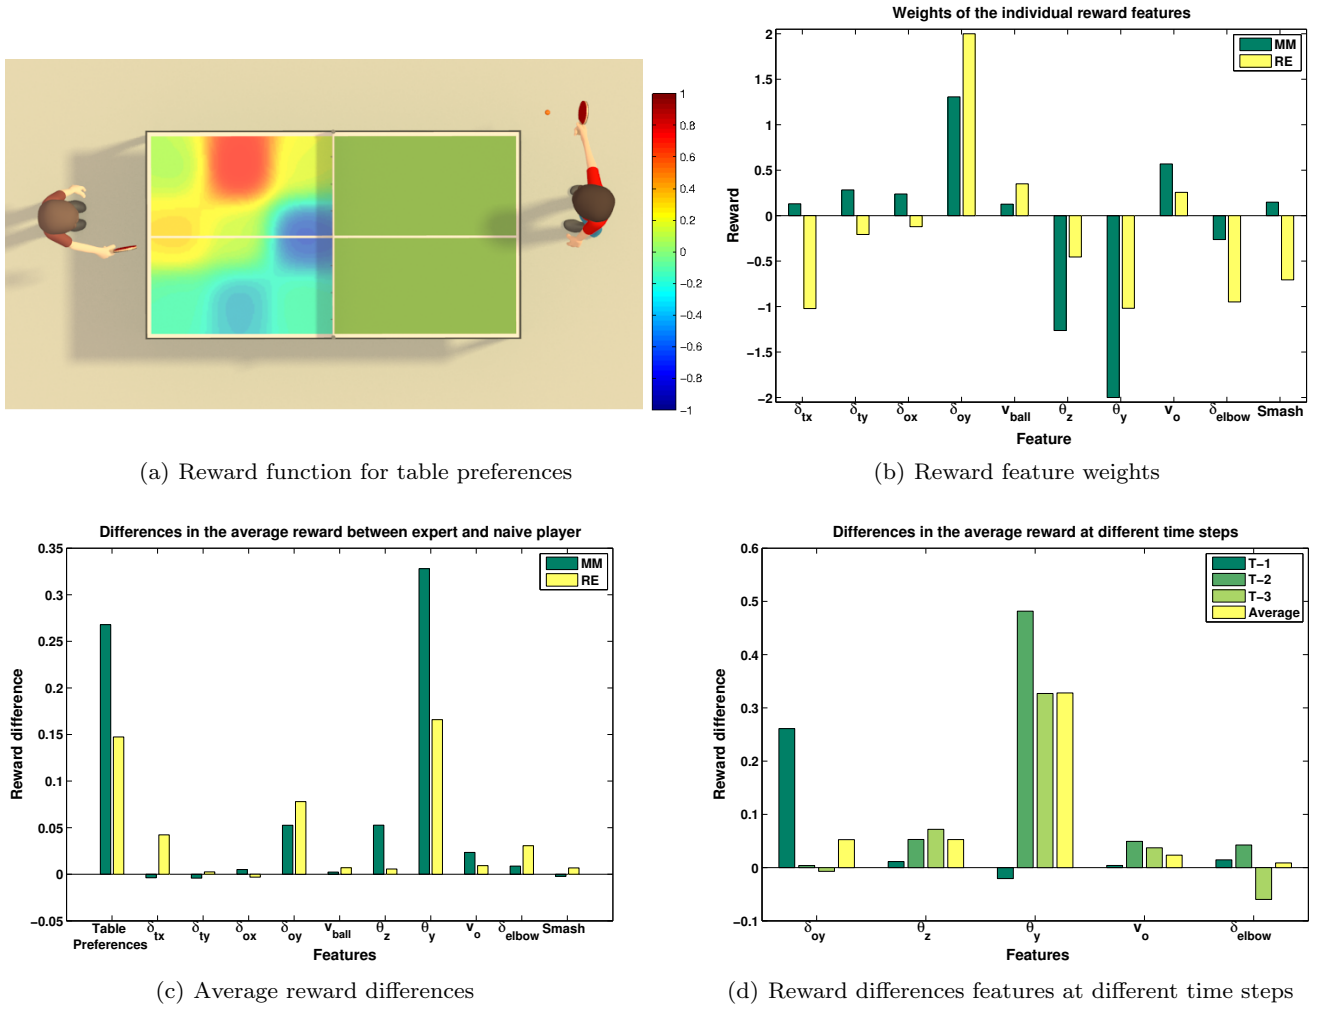 1
0.8
0.6
0.4
0.2
0
−0.2
−0.4
−0.6
−0.8
−1
(a) Reward function for table preferences
Weights of the individual reward features
MM
RE
2
1.5
1
0.5
0
−0.5
−1
−1.5
−2
Reward
δtx δty δox δoy vball θz θy vo δelbow Smash
Feature
(b) Reward feature weights
Differences in the average reward between expert and naive player
MM
RE
0.35
0.3
0.25
0.2
0.15
0.1
0.05
0
−0.05
Reward difference
Table δtx δty δox δoy vball θz θy vo δelbow Smash
Preferences
Features
(c) Average reward differences
Differences in the average reward at different time steps
T−1
T−2
T−3
Average
0.6
0.5
0.4
0.3
0.2
0.1
0
−0.1
Reward difference
δoy θz θy vo δelbow
Features
(d) Reward differences features at different time steps